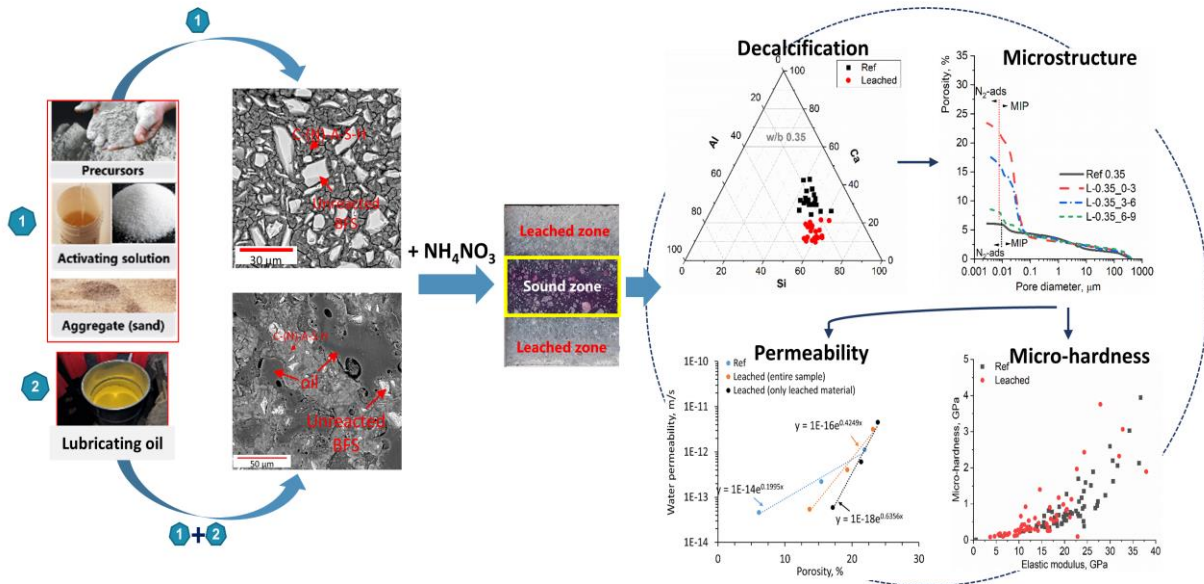 1
Precursors
1
Activating solution
Aggregate (sand)
2
Lubricating oil
1+2
C-(N)-A-S-H
Unreacted
BFS
30 µm
C-(N)-A-S-H
oil
Unreacted
BFS
50 µm
+ NH₄NO₃
Leached zone
Sound zone
Leached zone
Decalcification
Ref
Leached
w/b 0.35
Al
Ca
Si
0
20
40
60
80
100
0
20
40
60
80
100
0
20
40
60
80
100
Microstructure
Porosity, %
35
30
25
20
15
10
5
0
N₂-ads
MIP
Ref 0.35
L-0.35_0-3
L-0.35_3-6
L-0.35_6-9
N₂-ads
MIP
0.001 0.01 0.1 1 10 100 1000
Pore diameter, µm
Permeability
Ref
Leached (entire sample)
Leached (only leached material)
Water permeability, m/s
1E-10
1E-11
1E-12
1E-13
1E-14
y = 1E-16e^0.4249x
y = 1E-14e^0.1995x
y = 1E-18e^0.6356x
0 10 20 30
Porosity, %
Micro-hardness
Ref
Leached
Micro-hardness, GPa
5
4
3
2
1
0
0 5 10 15 20 25 30 35 40
Elastic modulus, GPa